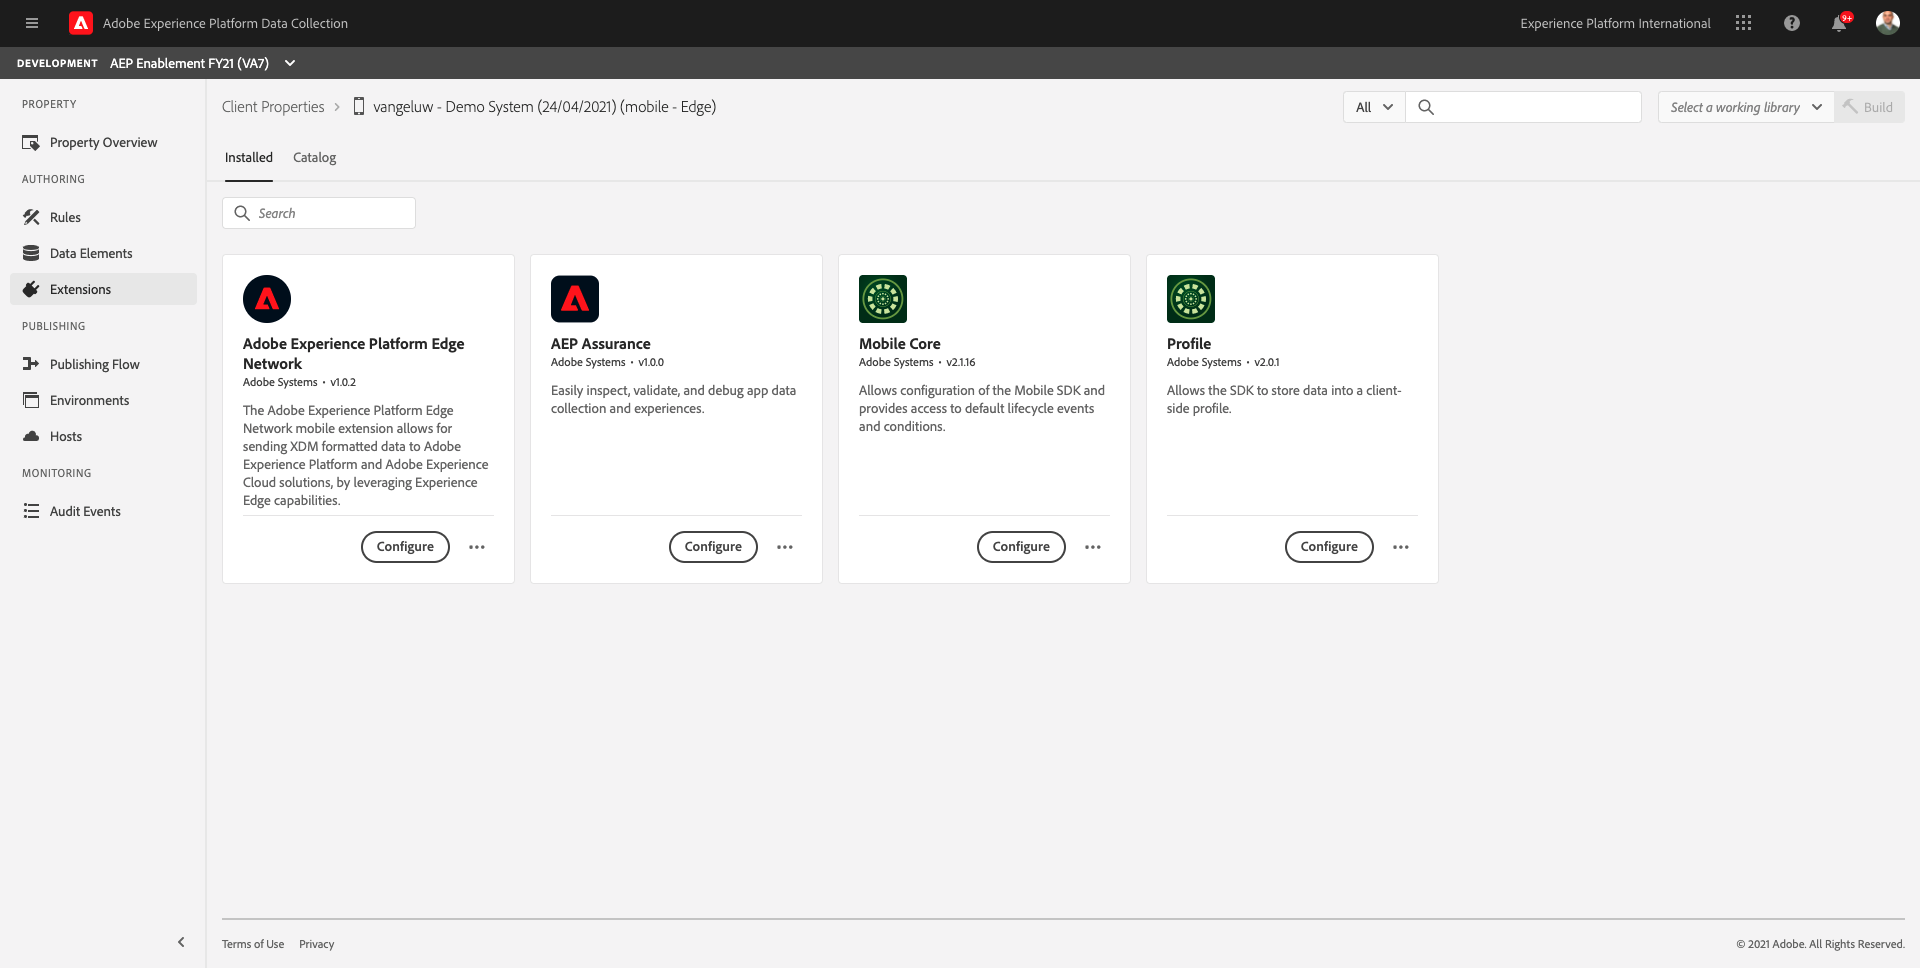 Adobe Experience Platform Data Collection
Experience Platform International
9+
DEVELOPMENT AEP Enablement FY21 (VA7)
PROPERTY
Property Overview
AUTHORING
Rules
Data Elements
Extensions
PUBLISHING
Publishing Flow
Environments
Hosts
MONITORING
Audit Events
Client Properties > vangeluw - Demo System (24/04/2021) (mobile - Edge)
All
Select a working library
Build
Installed
Catalog
Search
Adobe Experience Platform Edge
Network
Adobe Systems • v1.0.2
The Adobe Experience Platform Edge
Network mobile extension allows for
sending XDM formatted data to Adobe
Experience Platform and Adobe Experience
Cloud solutions, by leveraging Experience
Edge capabilities.
Configure
AEP Assurance
Adobe Systems • v1.0.0
Easily inspect, validate, and debug app data
collection and experiences.
Configure
Mobile Core
Adobe Systems • v2.1.16
Allows configuration of the Mobile SDK and
provides access to default lifecycle events
and conditions.
Configure
Profile
Adobe Systems • v2.0.1
Allows the SDK to store data into a client-
side profile.
Configure
Terms of Use
Privacy
© 2021 Adobe. All Rights Reserved.